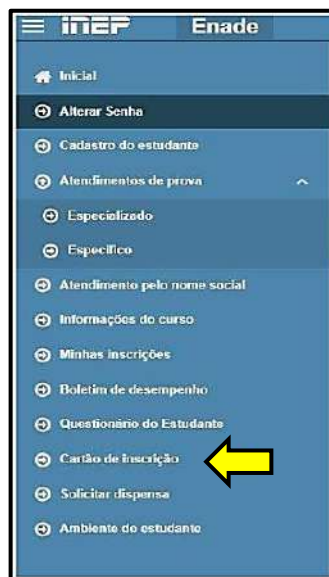 inep Enade
Inicial
Alterar Senha
Cadastro do estudante
Atendimentos de prova
Especializado
Específico
Atendimento pelo nome social
Informações do curso
Minhas inscrições
Boletim de desempenho
Questionário do Estudante
Cartão de inscrição
Solicitar dispensa
Ambiente do estudante